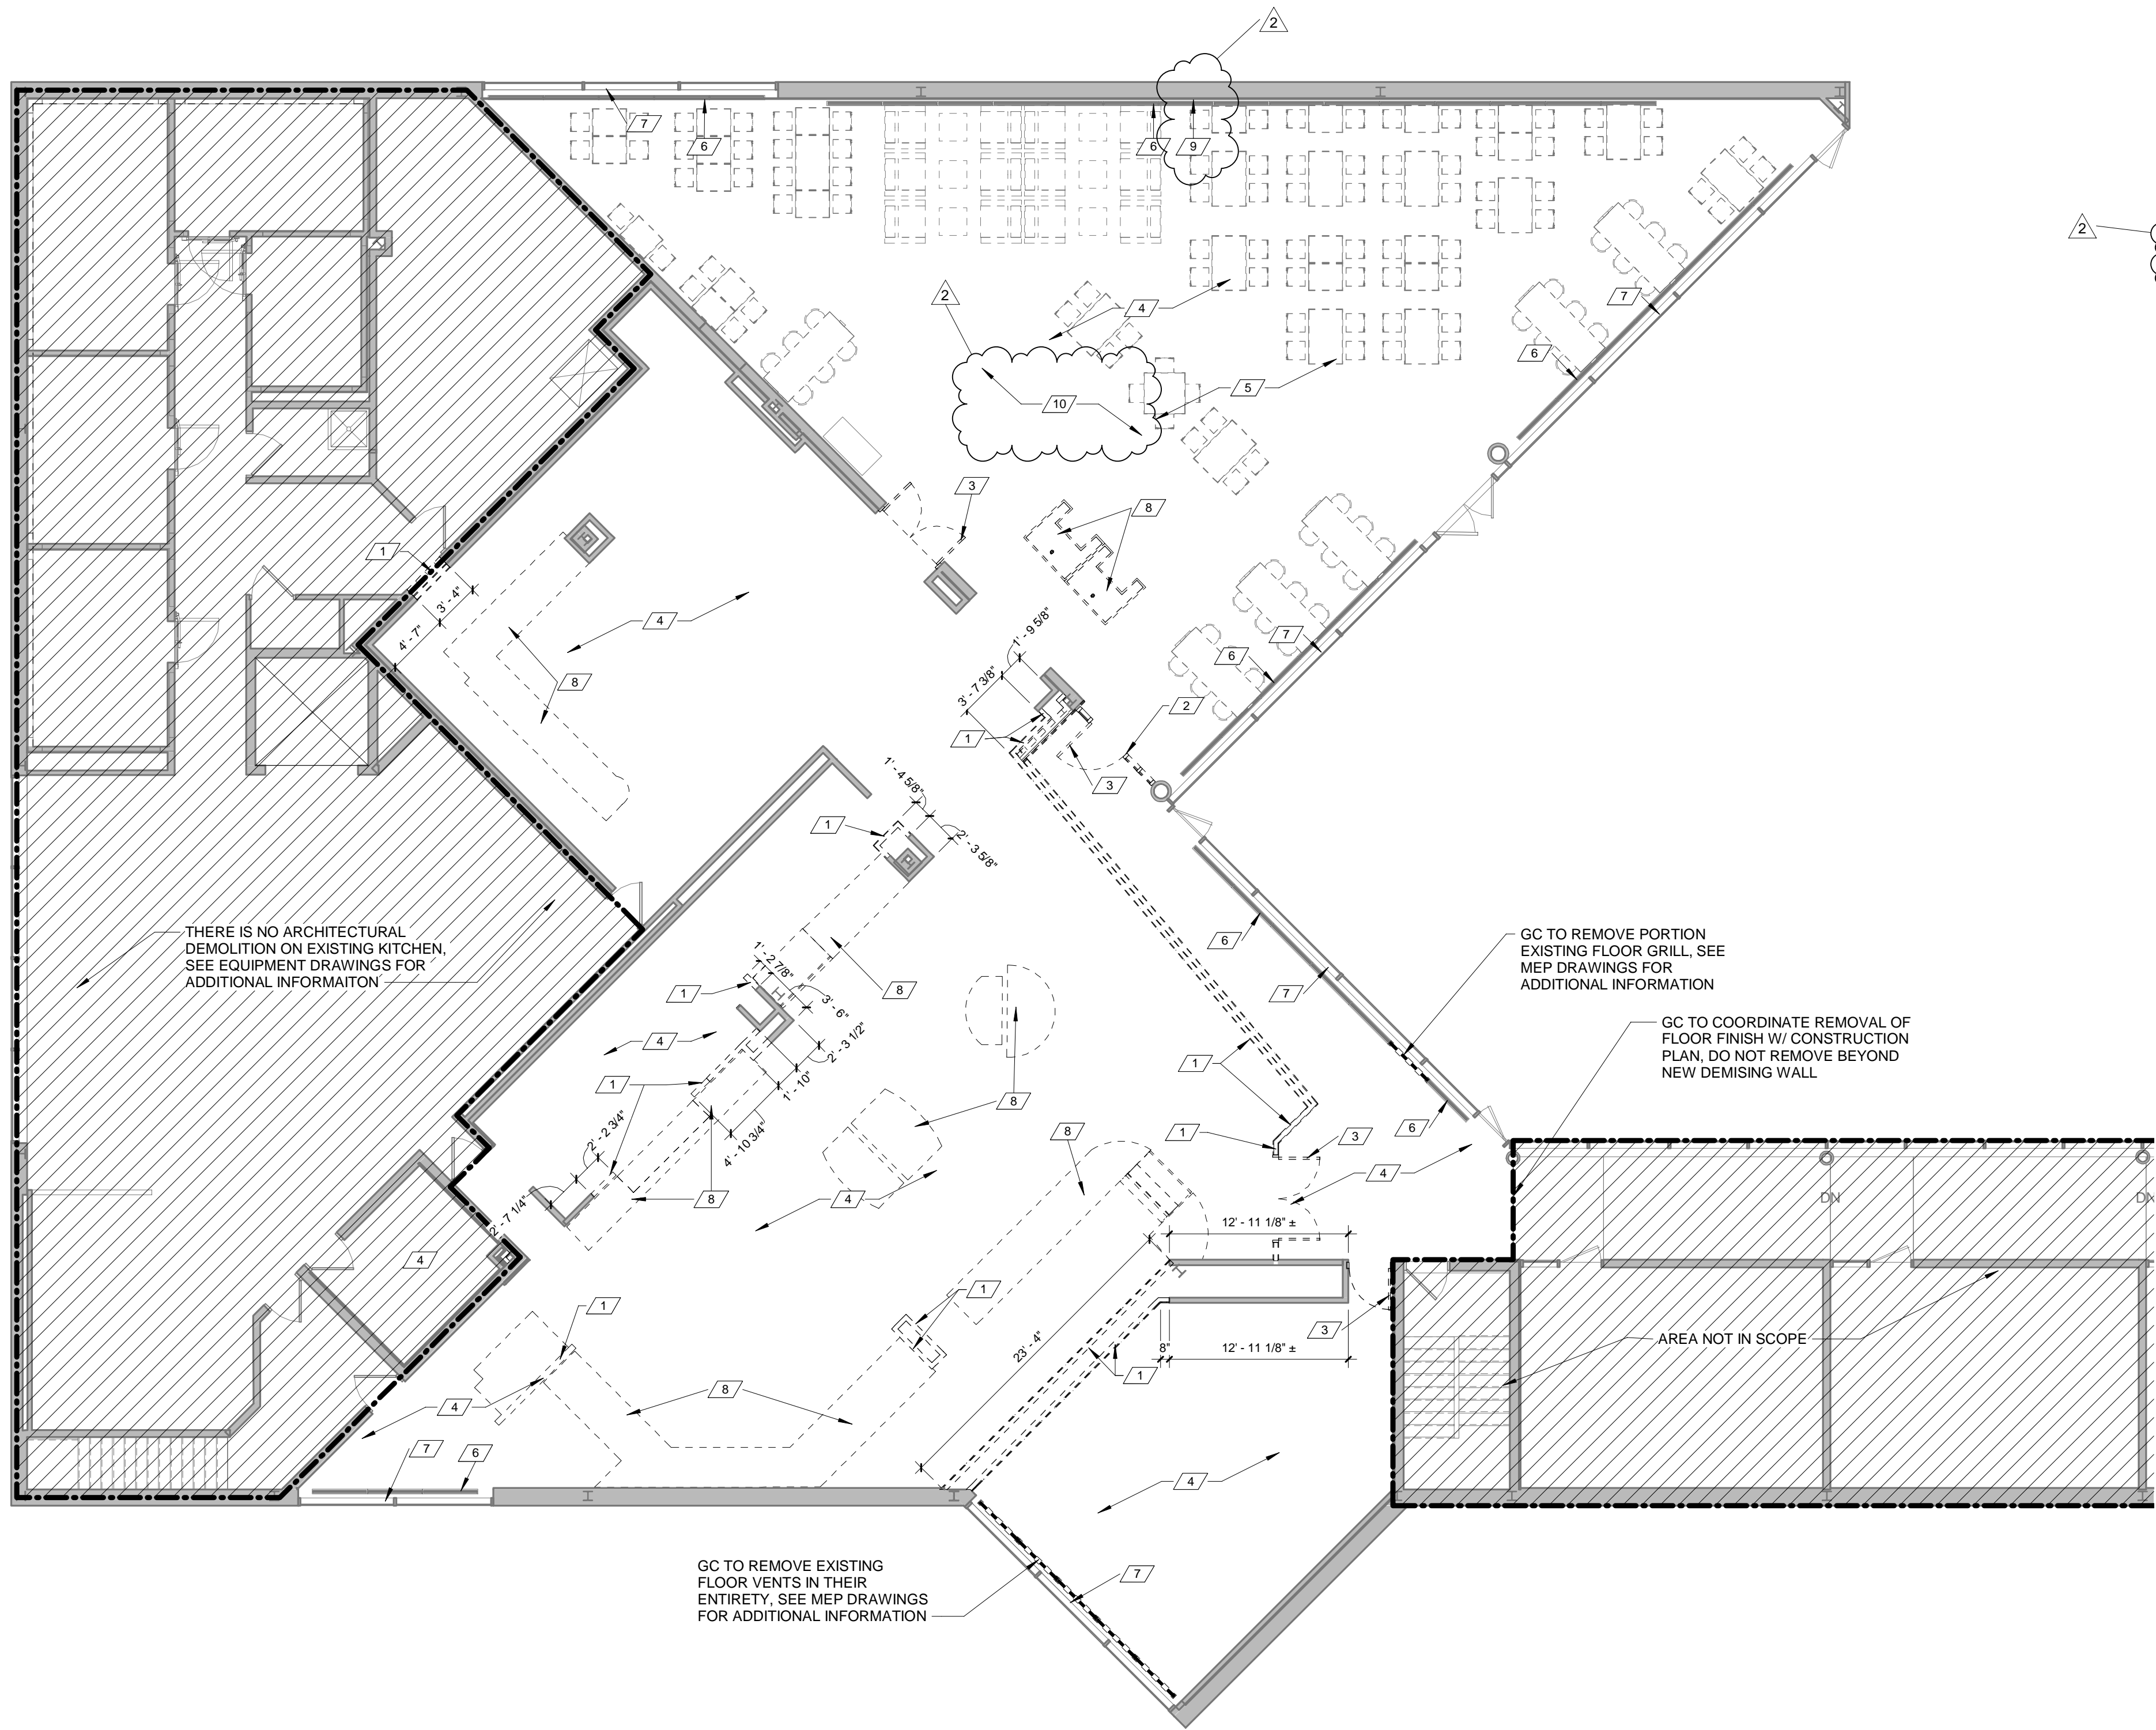 2
7
6
6
9
2
7
2
4
6
5
10
3
8
1
3' - 4"
4
7
4' - 7"
1' - 9 5/8"
6
8
3' - 7 3/8"
2
1
3
1' - 4 5/8"
1
2' - 3 5/8"
THERE IS NO ARCHITECTURAL
DEMOLITION ON EXISTING KITCHEN,
SEE EQUIPMENT DRAWINGS FOR
ADDITIONAL INFORMAITON
6
GC TO REMOVE PORTION
EXISTING FLOOR GRILL, SEE
MEP DRAWINGS FOR
ADDITIONAL INFORMATION
1' - 2 7/8"
1
8
7
3' - 6"
GC TO COORDINATE REMOVAL OF
FLOOR FINISH W/ CONSTRUCTION
PLAN, DO NOT REMOVE BEYOND
NEW DEMISING WALL
4
2' - 3 1/2"
1
1
1' - 10"
8
6
2' - 2 3/4"
4' - 10 3/4"
8
1
3
4
8
4
DN
DN
2' - 7 1/4"
12' - 11 1/8" ±
4
1
1
3
AREA NOT IN SCOPE
23' - 4"
8"
12' - 11 1/8" ±
1
8
4
7
6
4
GC TO REMOVE EXISTING
FLOOR VENTS IN THEIR
ENTIRETY, SEE MEP DRAWINGS
FOR ADDITIONAL INFORMATION
7